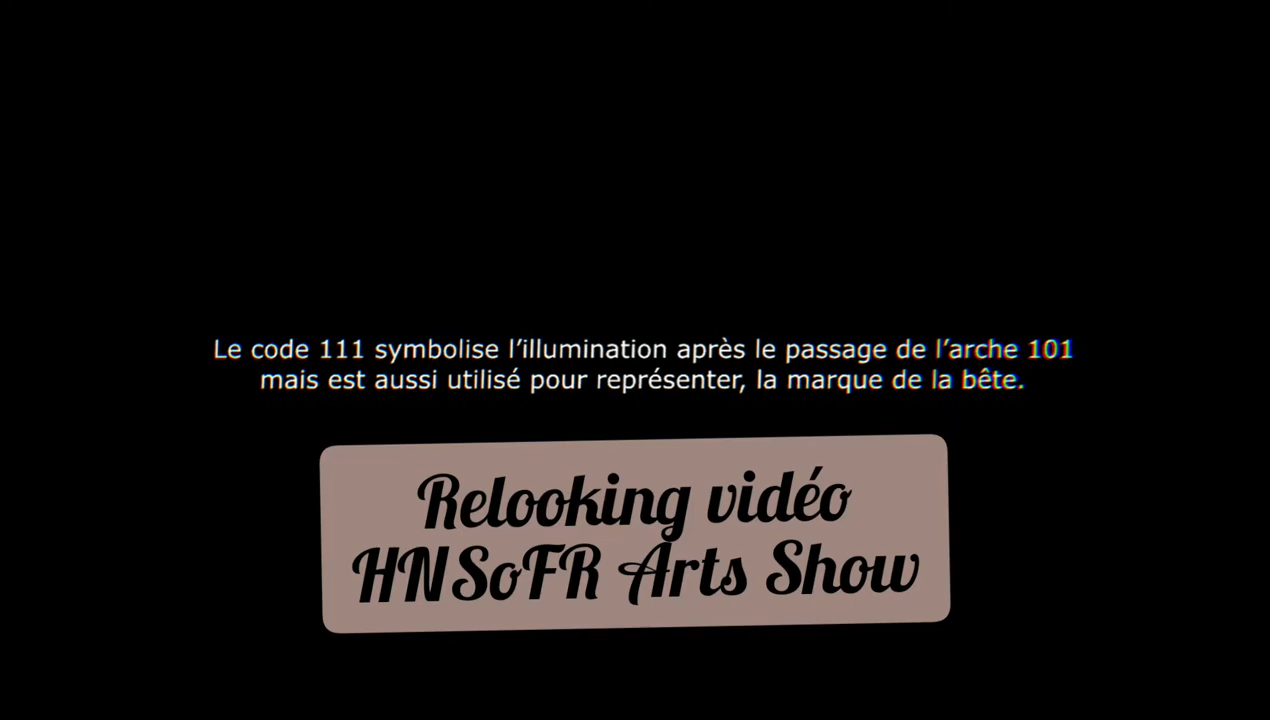 Le code 111 symbolise l’illumination après le passage de l’arche 101
mais est aussi utilisé pour représenter, la marque de la bête.
Relooking vidéo
HNSoFR Arts Show